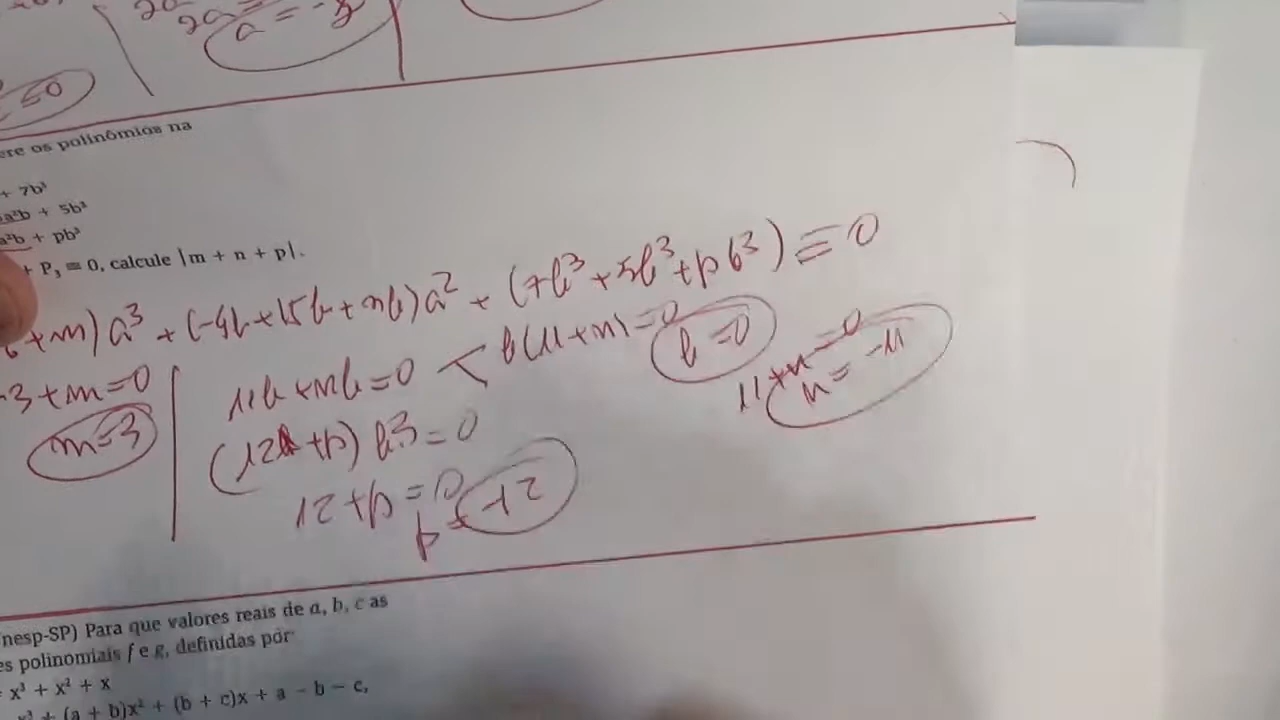 a = -
50
ere os polinômios na
+ 7b³
a²b + 5b³
a²b + pb³
+ P₃ ≡ 0, calcule |m + n + p|.
+m)a³ + (-4b+15b+nb)a² + (7b³+5b³+pb³) ≡ 0
-3+m=0
m=3
11b+nb=0 < b(11+n)=0
b=0
11+n=0
n=-11
(12+p)b³=0
12+p=0
p=-12
nesp-SP) Para que valores reais de a, b, c as
es polinomiais f e g, definidas por
= x³ + x² + x
x³ + (a + b)x² + (b + c)x + a - b - c,